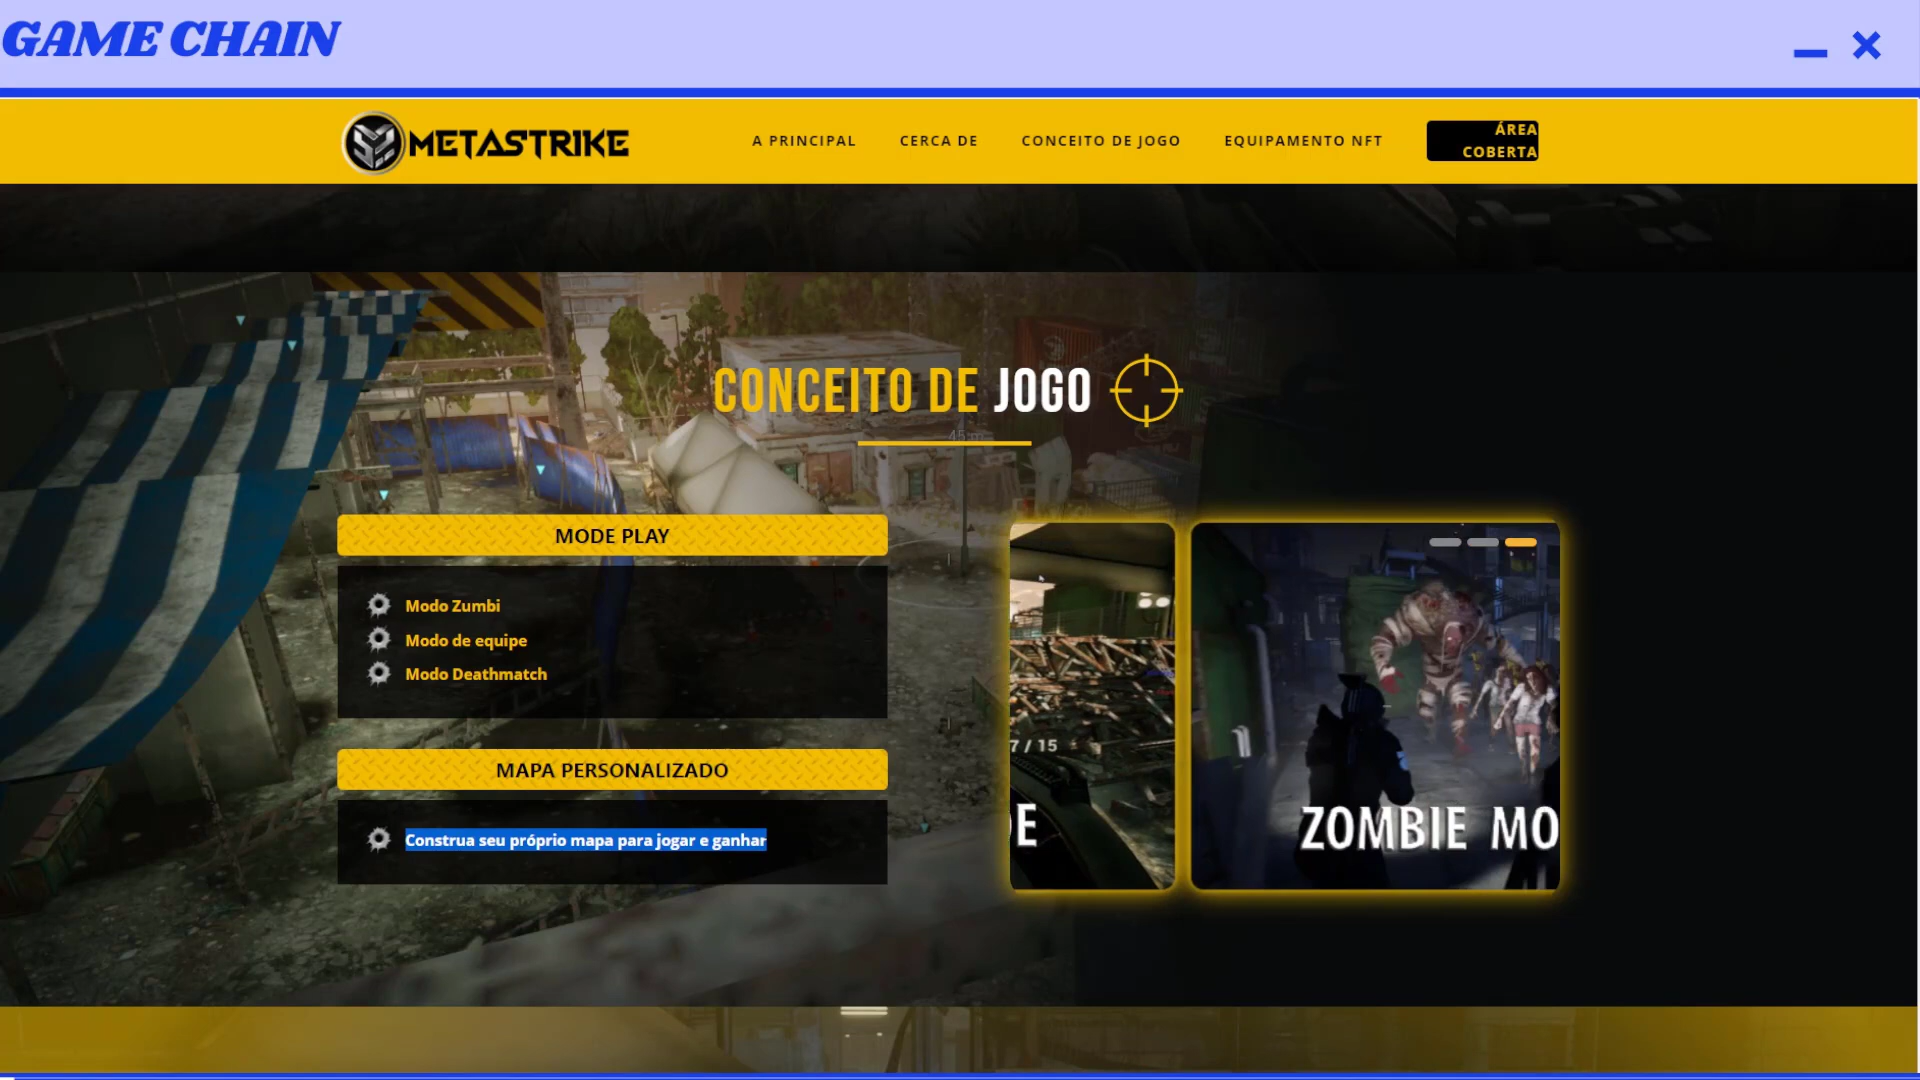 GAME CHAIN
METASTRIKE
A PRINCIPAL
CERCA DE
CONCEITO DE JOGO
EQUIPAMENTO NFT
ÁREA
COBERTA
CONCEITO DE JOGO
45 m
MODE PLAY
Modo Zumbi
Modo de equipe
Modo Deathmatch
7 / 15
E
ZOMBIE MO
MAPA PERSONALIZADO
Construa seu próprio mapa para jogar e ganhar